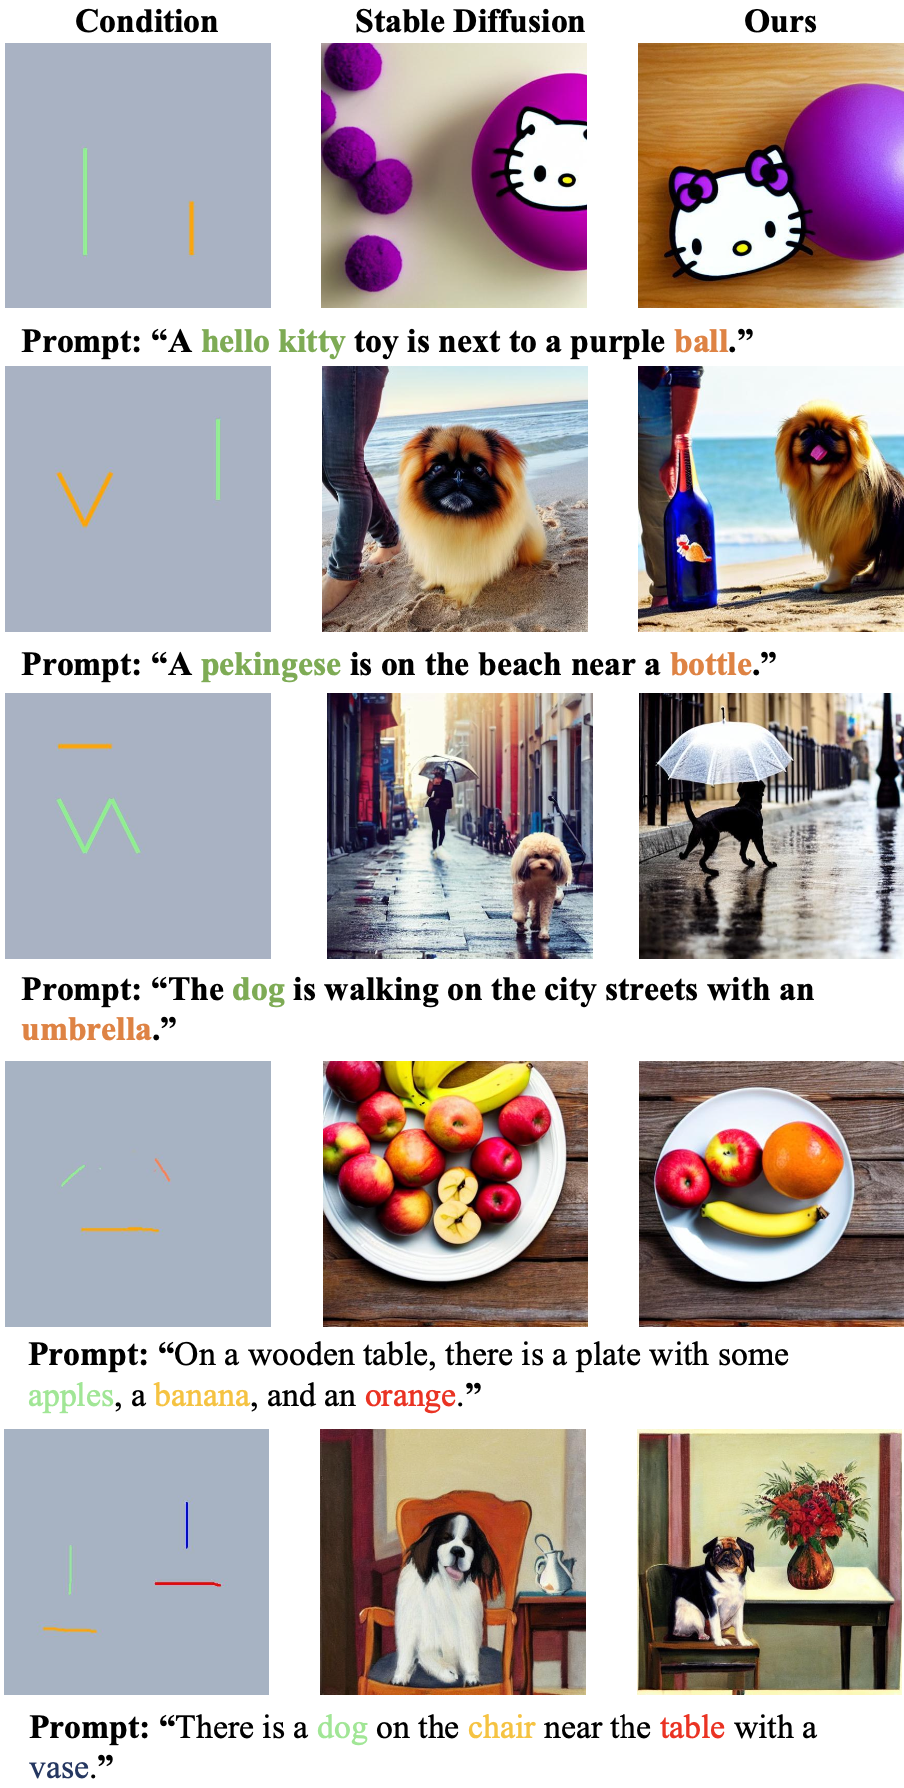 Condition Stable Diffusion Ours
Prompt: “A hello kitty toy is next to a purple ball.”
Prompt: “A pekingese is on the beach near a bottle.”
Prompt: “The dog is walking on the city streets with an
umbrella.”
Prompt: “On a wooden table, there is a plate with some
apples, a banana, and an orange.”
Prompt: “There is a dog on the chair near the table with a
vase.”